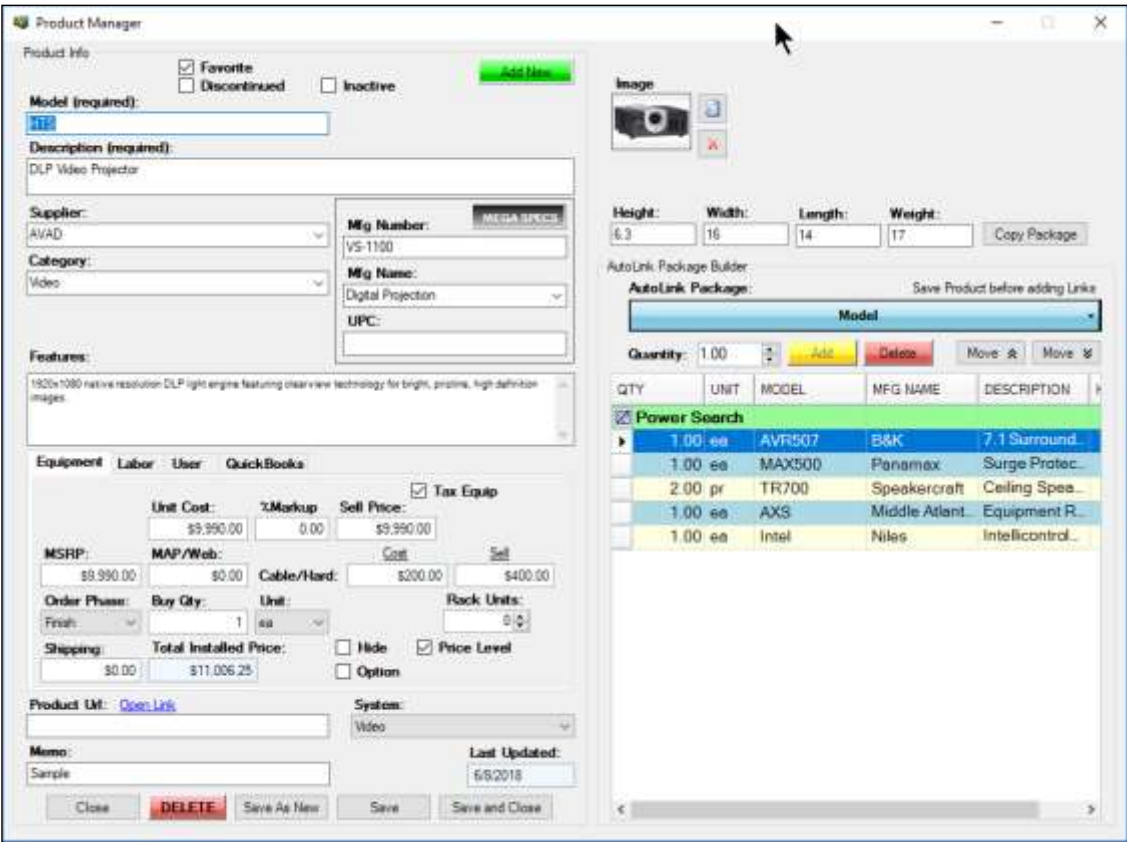 Product Manager
Product Info
Favorite
Discontinued
Inactive
Add New
Model (required):
HTS
Description (required):
DLP Video Projector
Supplier:
AVAD
Category:
Video
MEGA SPECS
Mfg Number:
VS-1100
Mfg Name:
Digital Projection
UPC:
Features:
1920x1080 native resolution DLP light engine featuring clearview technology for bright, pristine, high definition
images.
Equipment Labor User QuickBooks
Tax Equip
Unit Cost: %Markup Sell Price:
$9,990.00 0.00 $9,990.00
MSRP: MAP/Web: Cost Sell
$9,990.00 $0.00 Cable/Hard: $200.00 $400.00
Order Phase: Buy Qty: Unit: Rack Units:
Finish 1 ea 0
Shipping: Total Installed Price: Hide Price Level
$0.00 $11,006.25 Option
Product Url: Open Link System:
Video
Memo: Last Updated:
Sample 6/8/2018
Close DELETE Save As New Save Save and Close
Image
Height: Width: Length: Weight:
6.3 16 14 17 Copy Package
AutoLink Package Builder
AutoLink Package: Save Product before adding Links
Model
Quantity: 1.00 Add Delete Move Move
QTY UNIT MODEL MFG NAME DESCRIPTION
Power Search
1.00 ea AVR507 B&K 7.1 Surround...
1.00 ea MAX500 Panamax Surge Protec...
2.00 pr TR700 Speakercraft Ceiling Spea...
1.00 ea AXS Middle Atlant... Equipment R...
1.00 ea Intel Niles Intellicontrol...